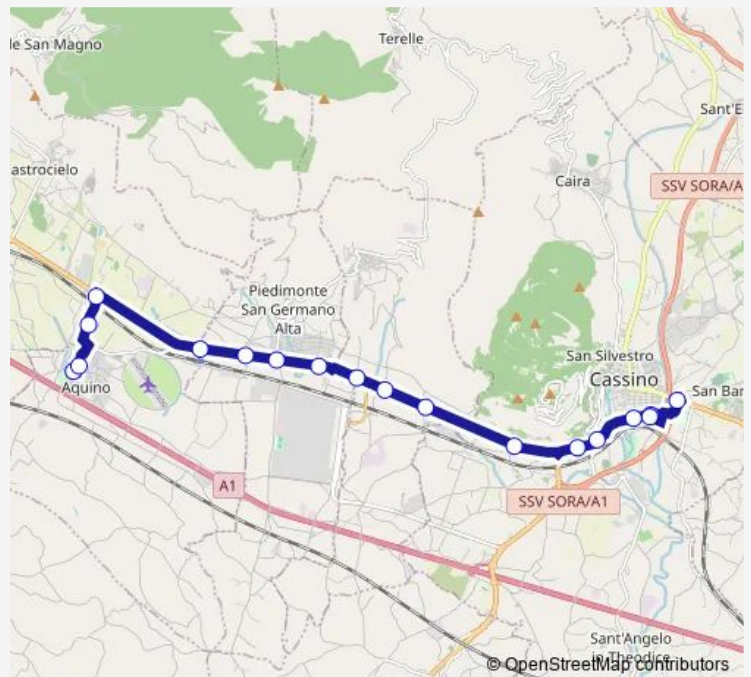 le San Magno
Terelle
Sant'E
astrocielo
Caira
SSV SORA/A
Piedimonte
San Germano
Alta
San Silvestro
Cassino
San Bar
Aquino
A1
SSV SORA/A1
Sant'Angelo
in Theodice
© OpenStreetMap contributors